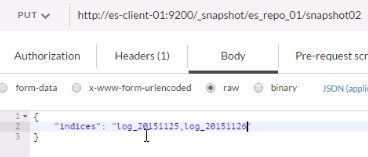 PUT http://es-client-01:9200/_snapshot/es_repo_01/snapshot02
Authorization Headers (1) Body Pre-request scr
form-data x-www-form-urlencoded raw binary JSON (applic
1 {
2 "indices": "log_20151125,log_20151126"
3 }